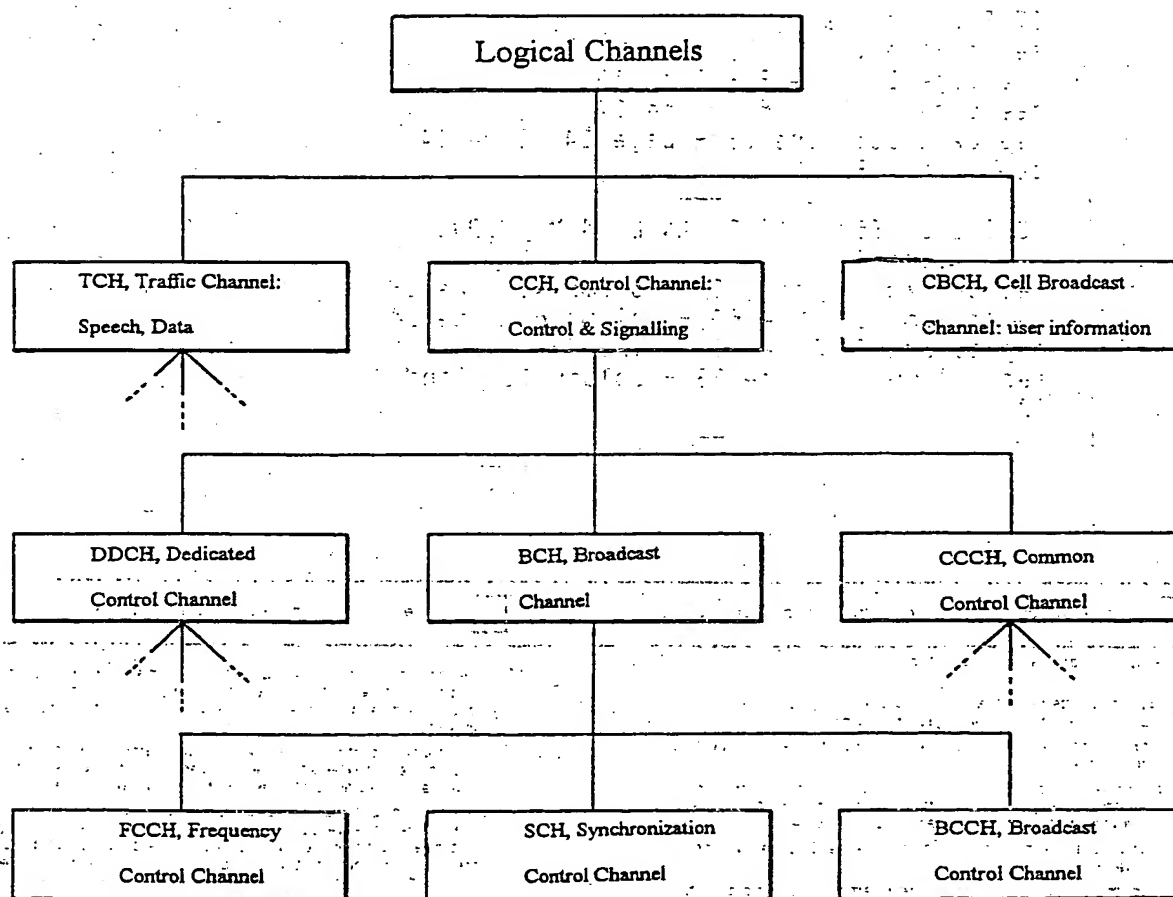 Logical Channels
TCH, Traffic Channel:
Speech, Data
CCH, Control Channel:
Control & Signalling
CBCH, Cell Broadcast
Channel: user information
DDCH, Dedicated
Control Channel
BCH, Broadcast
Channel
CCCH, Common
Control Channel
FCCH, Frequency
Control Channel
SCH, Synchronization
Control Channel
BCCH, Broadcast
Control Channel